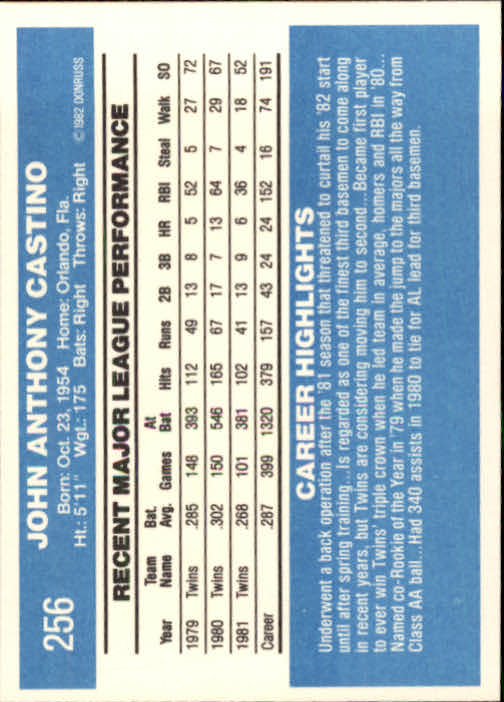 256
JOHN ANTHONY CASTINO
Born: Oct. 23, 1954 Home: Orlando, Fla.
Ht.: 5'11" Wgt.: 175 Bats: Right Throws: Right
© 1982 DONRUSS
RECENT MAJOR LEAGUE PERFORMANCE
Year Team Name Bat. Avg. Games At Bat Hits Runs 2B 3B HR RBI Steal Walk SO
1979 Twins .285 148 393 112 49 13 8 5 52 5 27 72
1980 Twins .302 150 546 165 67 17 7 13 64 7 29 67
1981 Twins .268 101 381 102 41 13 9 6 36 4 18 52
Career .287 399 1320 379 157 43 24 24 152 16 74 191
CAREER HIGHLIGHTS
Underwent a back operation after the '81 season that threatened to curtail his '82 start
until after spring training...Is regarded as one of the finest third basemen to come along
in recent years, but Twins are considering moving him to second...Became first player
to ever win Twins' triple crown when he led team in average, homers and RBI in '80...
Named co-Rookie of the Year in '79 when he made the jump to the majors all the way from
Class AA ball...Had 340 assists in 1980 to tie for AL lead for third basemen.